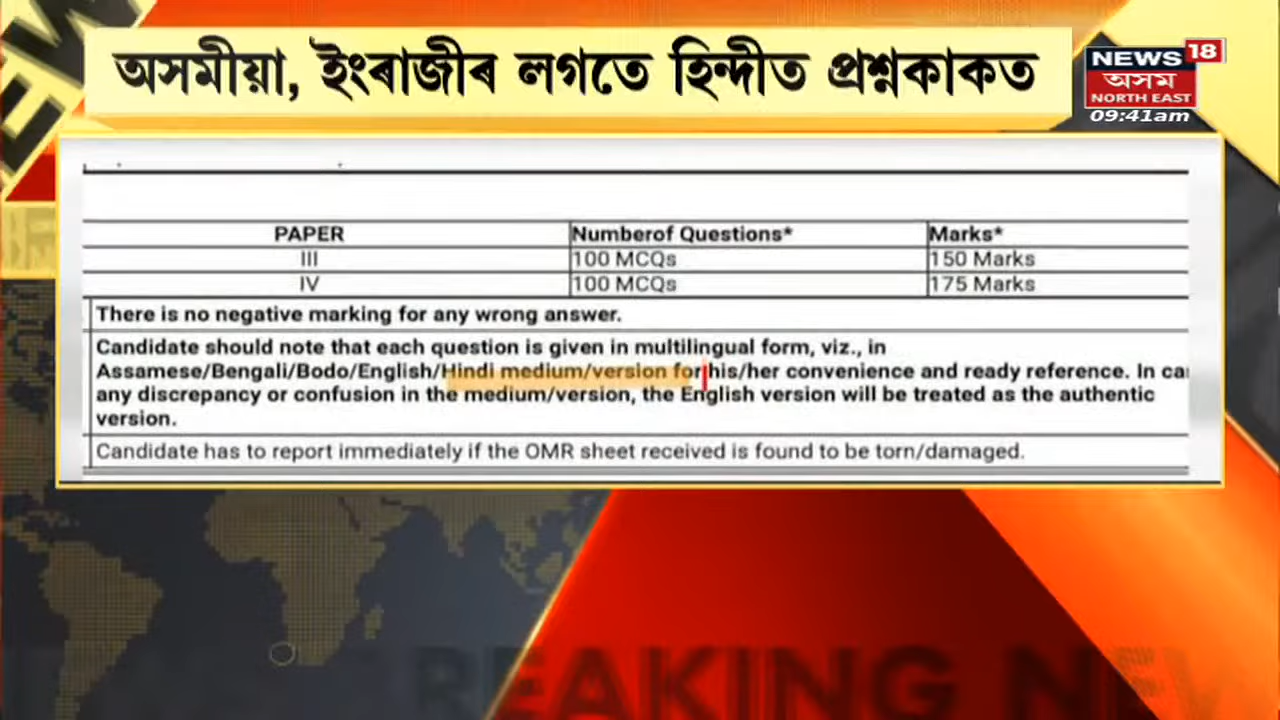 অসমীয়া, ইংৰাজীৰ লগতে হিন্দীত প্ৰশ্নকাকত
NEWS 18
অসম
NORTH EAST
09:41am
PAPER Numberof Questions* Marks*
III 100 MCQs 150 Marks
IV 100 MCQs 175 Marks
There is no negative marking for any wrong answer.
Candidate should note that each question is given in multilingual form, viz., in
Assamese/Bengali/Bodo/English/Hindi medium/version for his/her convenience and ready reference. In ca
any discrepancy or confusion in the medium/version, the English version will be treated as the authentic
version.
Candidate has to report immediately if the OMR sheet received is found to be torn/damaged.
REAKING NEW